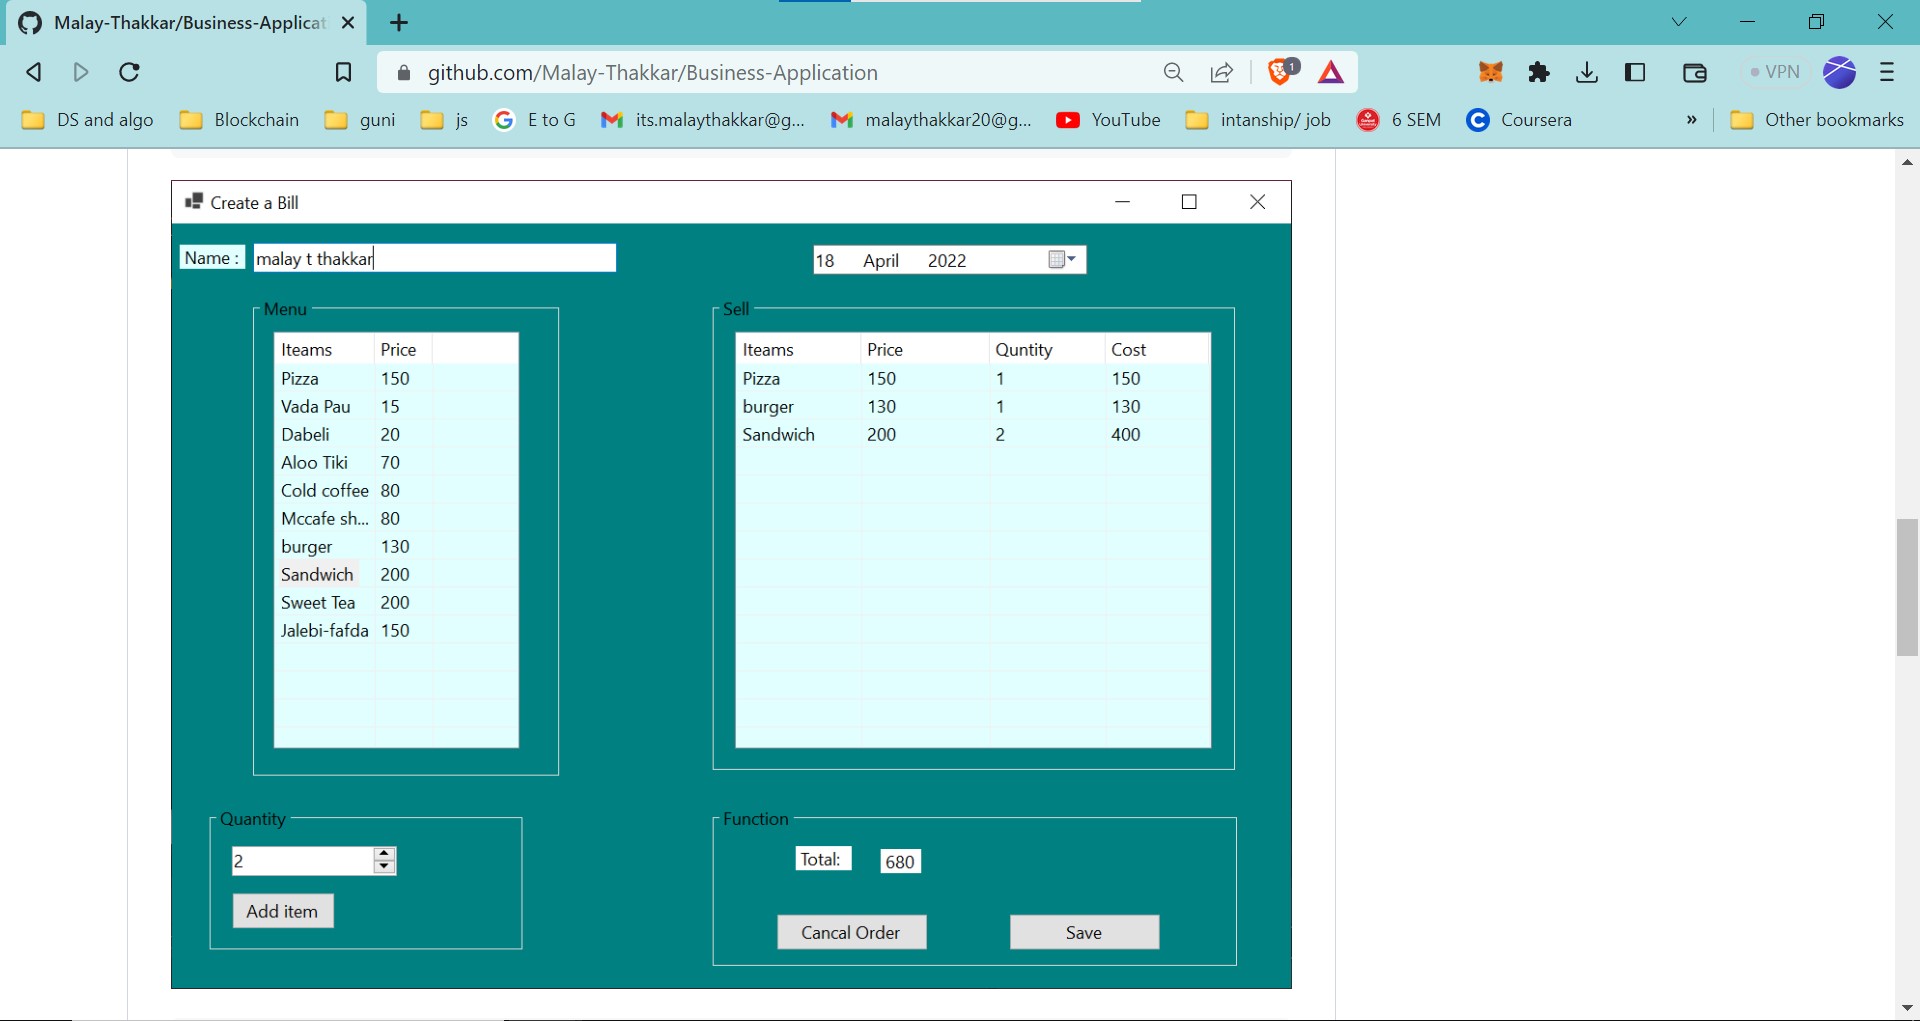 Malay-Thakkar/Business-Applicat
github.com/Malay-Thakkar/Business-Application
1
VPN
DS and algo Blockchain guni js E to G its.malaythakkar@g... malaythakkar20@g... YouTube intanship/ job 6 SEM Coursera » Other bookmarks
Create a Bill
Name : malay t thakkar 18 April 2022
Menu
Iteams Price
Pizza 150
Vada Pau 15
Dabeli 20
Aloo Tiki 70
Cold coffee 80
Mccafe sh... 80
burger 130
Sandwich 200
Sweet Tea 200
Jalebi-fafda 150
Sell
Iteams Price Quntity Cost
Pizza 150 1 150
burger 130 1 130
Sandwich 200 2 400
Quantity
2
Add item
Function
Total: 680
Cancal Order Save